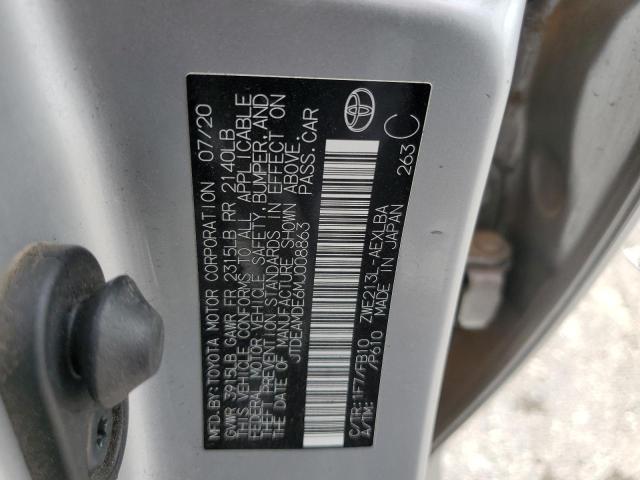 MFD. BY: TOYOTA MOTOR CORPORATION 07/20
GVWR 3915LB GAWR FR 2315LB RR 2140LB
THIS VEHICLE CONFORMS TO ALL APPLICABLE
FEDERAL MOTOR VEHICLE SAFETY, BUMPER, AND
THEFT PREVENTION STANDARDS IN EFFECT ON
THE DATE OF MANUFACTURE SHOWN ABOVE.
JTDEAMDE6MJ008863 PASS. CAR
C/TR: 1F7/FB10 ZWE213L-AEXLBA
A/TM: /P610 MADE IN JAPAN
263 C